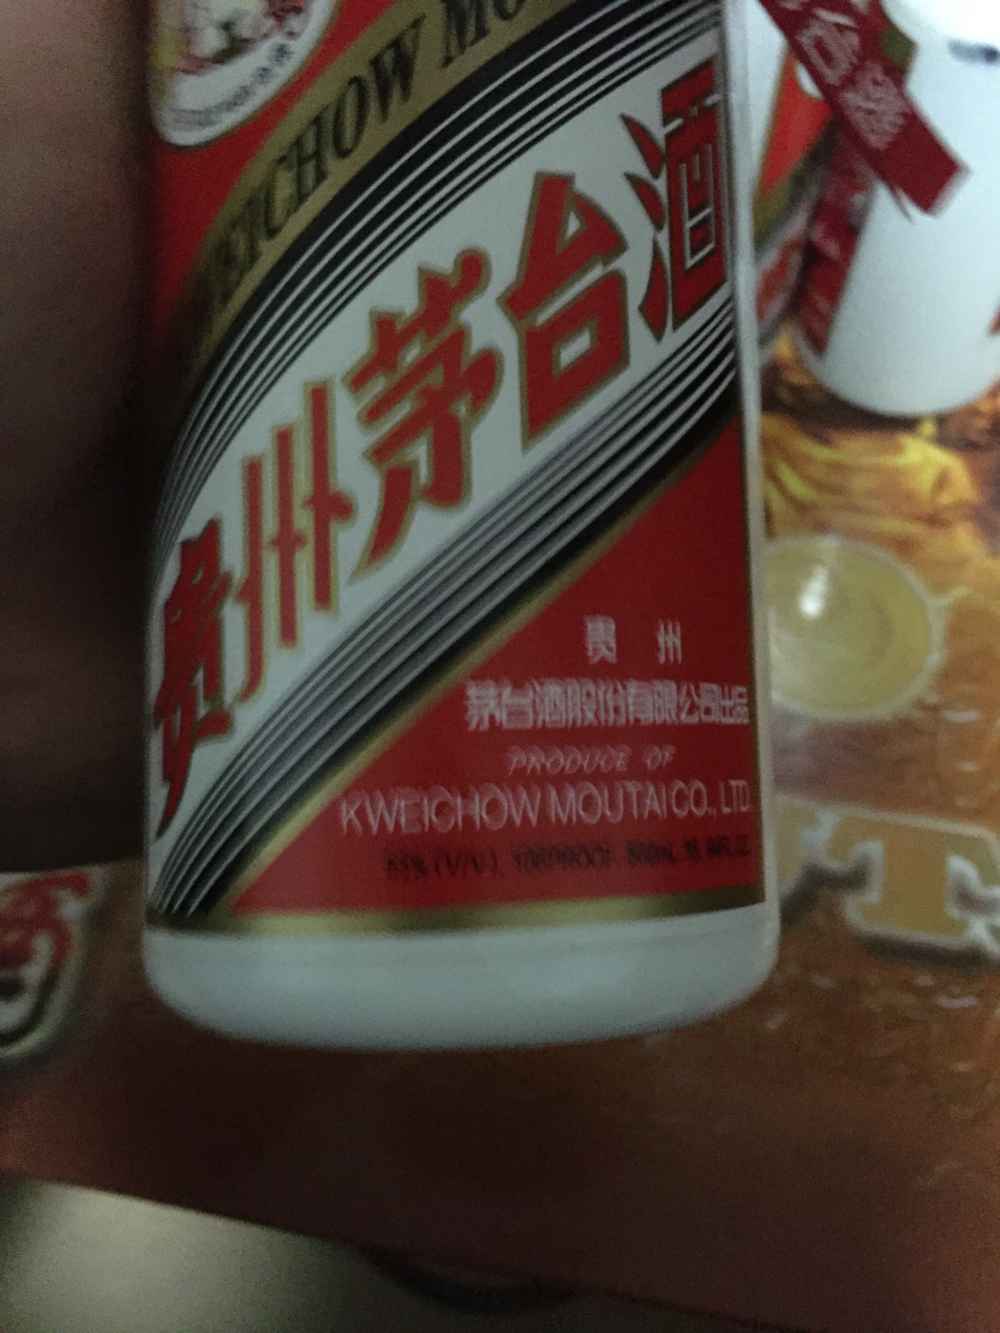 KWEICHOW MO
贵州茅台酒
贵 州
茅台酒股份有限公司出品
PRODUCE OF
KWEICHOW MOUTAI CO., LTD.
T